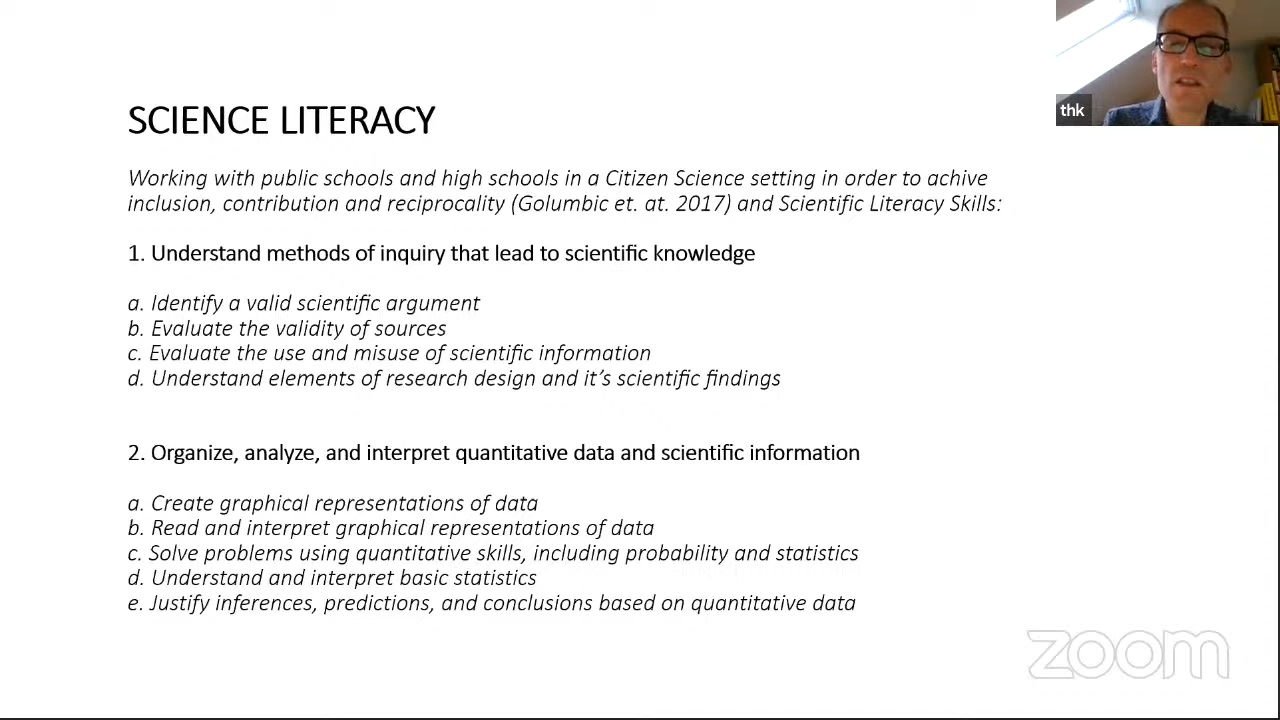 SCIENCE LITERACY
Working with public schools and high schools in a Citizen Science setting in order to achive
inclusion, contribution and reciprocality (Golumbic et. at. 2017) and Scientific Literacy Skills:
1. Understand methods of inquiry that lead to scientific knowledge
a. Identify a valid scientific argument
b. Evaluate the validity of sources
c. Evaluate the use and misuse of scientific information
d. Understand elements of research design and it’s scientific findings
2. Organize, analyze, and interpret quantitative data and scientific information
a. Create graphical representations of data
b. Read and interpret graphical representations of data
c. Solve problems using quantitative skills, including probability and statistics
d. Understand and interpret basic statistics
e. Justify inferences, predictions, and conclusions based on quantitative data
thk
zoom